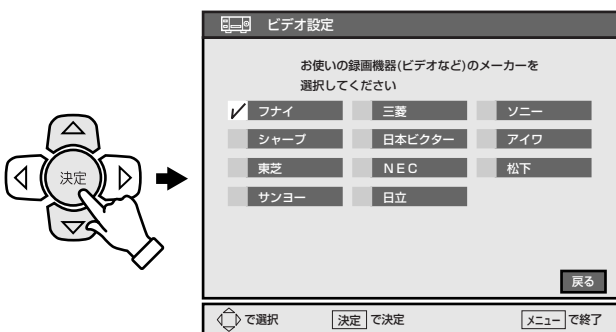 ビデオ設定
お使いの録画機器(ビデオなど)のメーカーを
選択してください
フナイ 三菱 ソニー
シャープ 日本ビクター アイワ
東芝 NEC 松下
サンヨー 日立
決定
戻る
で選択 決定 で決定 メニュー で終了